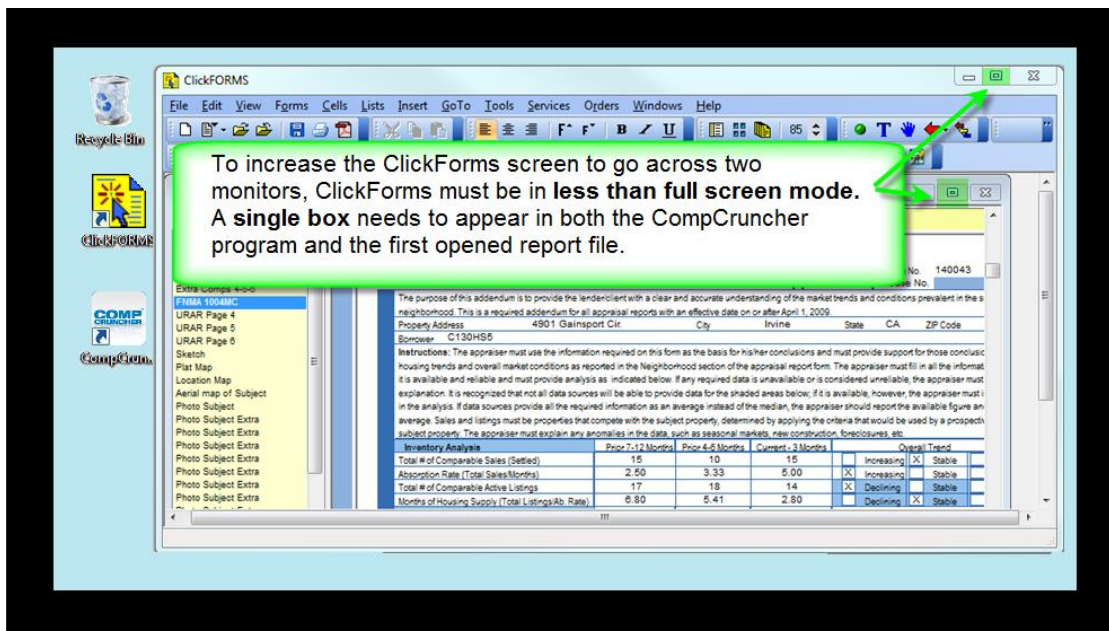 ClickFORMS
File Edit View Forms Cells Lists Insert GoTo Tools Services Orders Windows Help
Recycle Bin
B I U 85 T
To increase the ClickForms screen to go across two
monitors, ClickForms must be in less than full screen mode.
A single box needs to appear in both the CompCruncher
program and the first opened report file.
ClickFORMS
No. 140043
No.
Extra Comps 4-5-6
FNMA 1004MC
URAR Page 4
URAR Page 5
URAR Page 6
Sketch
Plat Map
Location Map
Aerial map of Subject
Photo Subject
Photo Subject Extra
Photo Subject Extra
Photo Subject Extra
Photo Subject Extra
Photo Subject Extra
Photo Subject Extra
Photo Subject Extra
COMP
CRUNCHER
CompCrun..
The purpose of this addendum is to provide the lender/client with a clear and accurate understanding of the market trends and conditions prevalent in the s
neighborhood. This is a required addendum for all appraisal reports with an effective date on or after April 1, 2009.
Property Address 4901 Gainsport Cir. City Irvine State CA ZIP Code
Borrower C130HS5
Instructions: The appraiser must use the information required on this form as the basis for his/her conclusions and must provide support for those conclusic
housing trends and overall market conditions as reported in the Neighborhood section of the appraisal report form. The appraiser must fill in all the informat
it is available and reliable and must provide analysis as indicated below. If any required data is unavailable or is considered unreliable, the appraiser must
explanation. It is recognized that not all data sources will be able to provide data for the shaded areas below; if it is available, however, the appraiser must i
in the analysis. If data sources provide all the required information as an average instead of the median, the appraiser should report the available figure an
average. Sales and listings must be properties that compete with the subject property, determined by applying the criteria that would be used by a prospectiv
subject property. The appraiser must explain any anomalies in the data, such as seasonal markets, new construction, foreclosures, etc.
Inventory Analysis Prior 7-12 Months Prior 4-6 Months Current - 3 Months Overall Trend
Total # of Comparable Sales (Settled) 15 10 15 Increasing X Stable
Absorption Rate (Total Sales/Months) 2.50 3.33 5.00 X Increasing Stable
Total # of Comparable Active Listings 17 18 14 X Declining Stable
Months of Housing Supply (Total Listings/Ab. Rate) 6.80 5.41 2.80 Declining X Stable